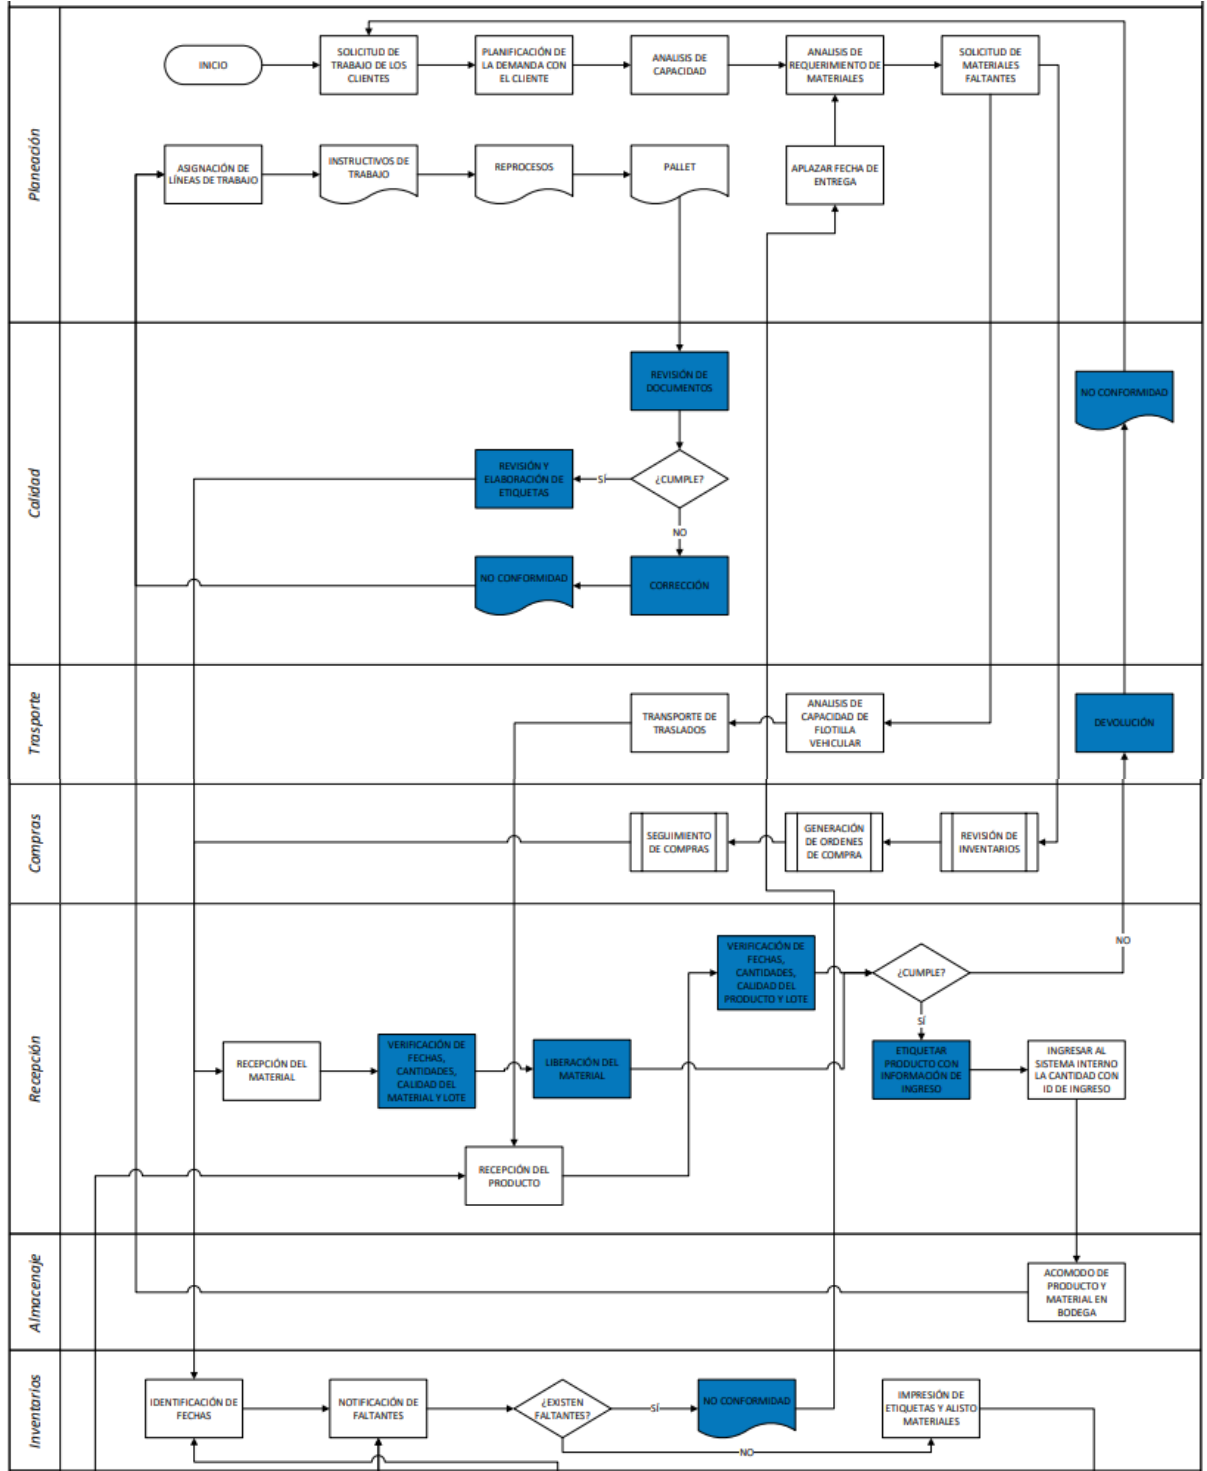 Planeación
INICIO
SOLICITUD DE
TRABAJO DE LOS
CLIENTES
PLANIFICACIÓN DE
LA DEMANDA CON
EL CLIENTE
ANALISIS DE
CAPACIDAD
ANALISIS DE
REQUERIMIENTO DE
MATERIALES
SOLICITUD DE
MATERIALES
FALTANTES
ASIGNACIÓN DE
LÍNEAS DE TRABAJO
INSTRUCTIVOS DE
TRABAJO
REPROCESOS
PALLET
APLAZAR FECHA DE
ENTREGA
Calidad
REVISIÓN DE
DOCUMENTOS
NO CONFORMIDAD
REVISIÓN Y
ELABORACIÓN DE
ETIQUETAS
SÍ
¿CUMPLE?
NO
NO CONFORMIDAD
CORRECCIÓN
Trasporte
TRANSPORTE DE
TRASLADOS
ANALISIS DE
CAPACIDAD DE
FLOTILLA
VEHICULAR
DEVOLUCIÓN
Compras
SEGUIMIENTO
DE COMPRAS
GENERACIÓN
DE ORDENES
DE COMPRA
REVISIÓN DE
INVENTARIOS
Recepción
VERIFICACIÓN DE
FECHAS,
CANTIDADES,
CALIDAD DEL
PRODUCTO Y LOTE
¿CUMPLE?
NO
SÍ
RECEPCIÓN DEL
MATERIAL
VERIFICACIÓN DE
FECHAS,
CANTIDADES,
CALIDAD DEL
MATERIAL Y LOTE
LIBERACIÓN DEL
MATERIAL
ETIQUETAR
PRODUCTO CON
INFORMACIÓN DE
INGRESO
INGRESAR AL
SISTEMA INTERNO
LA CANTIDAD CON
ID DE INGRESO
RECEPCIÓN DEL
PRODUCTO
Almacenaje
ACOMODO DE
PRODUCTO Y
MATERIAL EN
BODEGA
Inventarios
IDENTIFICACIÓN DE
FECHAS
NOTIFICACIÓN DE
FALTANTES
¿EXISTEN
FALTANTES?
SÍ
NO CONFORMIDAD
IMPRESIÓN DE
ETIQUETAS Y ALISTO
MATERIALES
NO